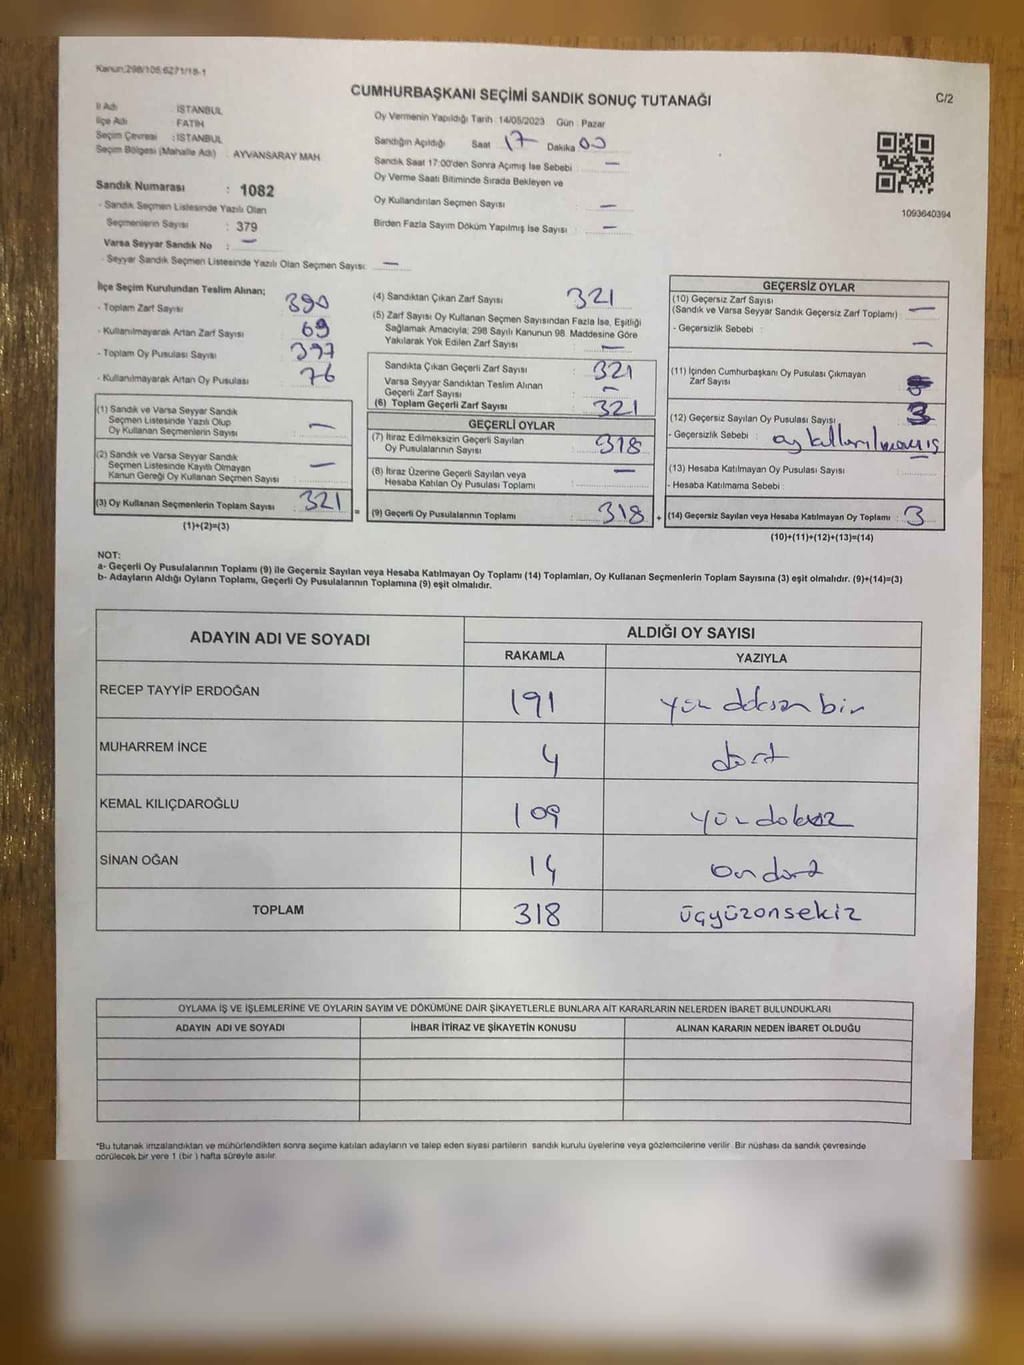 Kanun:298/105;6271/18-1
CUMHURBAŞKANI SEÇİMİ SANDIK SONUÇ TUTANAĞI
C/2
İl Adı İSTANBUL
İlçe Adı : FATİH
Seçim Çevresi : İSTANBUL
Seçim Bölgesi (Mahalle Adı) : AYVANSARAY MAH
Oy Vermenin Yapıldığı Tarih :14/05/2023 Gün : Pazar
Sandığın Açıldığı Saat 17 Dakika 00
Sandık Saat 17:00'den Sonra Açımış İse Sebebi : —
Oy Verme Saati Bitiminde Sırada Bekleyen ve
Oy Kullandırılan Seçmen Sayısı : —
Birden Fazla Sayım Döküm Yapılmış İse Sayısı : —
1093640394
Sandık Numarası : 1082
- Sandık Seçmen Listesinde Yazılı Olan
Seçmenlerin Sayısı : 379
Varsa Seyyar Sandık No : —
- Seyyar Sandık Seçmen Listesinde Yazılı Olan Seçmen Sayısı: —
İlçe Seçim Kurulundan Teslim Alınan;
- Toplam Zarf Sayısı : 390
- Kullanılmayarak Artan Zarf Sayısı : 69
- Toplam Oy Pusulası Sayısı : 397
- Kullanılmayarak Artan Oy Pusulası : 76
(1) Sandık ve Varsa Seyyar Sandık
Seçmen Listesinde Yazılı Olup
Oy Kullanan Seçmenlerin Sayısı : —
(2) Sandık ve Varsa Seyyar Sandık
Seçmen Listesinde Kayıtlı Olmayan
Kanun Gereği Oy Kullanan Seçmen Sayısı : —
(3) Oy Kullanan Seçmenlerin Toplam Sayısı : 321 =
(1)+(2)=(3)
(4) Sandıktan Çıkan Zarf Sayısı : 321
(5) Zarf Sayısı Oy Kullanan Seçmen Sayısından Fazla İse, Eşitliği
Sağlamak Amacıyla; 298 Sayılı Kanunun 98. Maddesine Göre
Yakılarak Yok Edilen Zarf Sayısı : —
Sandıkta Çıkan Geçerli Zarf Sayısı : 321
Varsa Seyyar Sandıktan Teslim Alınan
Geçerli Zarf Sayısı : —
(6) Toplam Geçerli Zarf Sayısı : 321
GEÇERLİ OYLAR
(7) İtiraz Edilmeksizin Geçerli Sayılan
Oy Pusulalarının Sayısı : 318
(8) İtiraz Üzerine Geçerli Sayılan veya
Hesaba Katılan Oy Pusulası Toplamı : —
(9) Geçerli Oy Pusulalarının Toplamı : 318 +
GEÇERSİZ OYLAR
(10) Geçersiz Zarf Sayısı
(Sandık ve Varsa Seyyar Sandık Geçersiz Zarf Toplamı) : —
- Geçersizlik Sebebi : —
(11) İçinden Cumhurbaşkanı Oy Pusulası Çıkmayan
Zarf Sayısı
(12) Geçersiz Sayılan Oy Pusulası Sayısı : 3
- Geçersizlik Sebebi : oy kullanılmamış
(13) Hesaba Katılmayan Oy Pusulası Sayısı : —
- Hesaba Katılmama Sebebi :
(14) Geçersiz Sayılan veya Hesaba Katılmayan Oy Toplamı : 3
(10)+(11)+(12)+(13)=(14)
NOT:
a- Geçerli Oy Pusulalarının Toplamı (9) ile Geçersiz Sayılan veya Hesaba Katılmayan Oy Toplamı (14) Toplamları, Oy Kullanan Seçmenlerin Toplam Sayısına (3) eşit olmalıdır. (9)+(14)=(3)
b- Adayların Aldığı Oyların Toplamı, Geçerli Oy Pusulalarının Toplamına (9) eşit olmalıdır.
ADAYIN ADI VE SOYADI ALDIĞI OY SAYISI
RAKAMLA YAZIYLA
RECEP TAYYİP ERDOĞAN 191 yüz doksan bir
MUHARREM İNCE 4 dört
KEMAL KILIÇDAROĞLU 109 yüz dokuz
SİNAN OĞAN 14 on dört
TOPLAM 318 üçyüzonsekiz
OYLAMA İŞ VE İŞLEMLERİNE VE OYLARIN SAYIM VE DÖKÜMÜNE DAİR ŞİKAYETLERLE BUNLARA AİT KARARLARIN NELERDEN İBARET BULUNDUKLARI
ADAYIN ADI VE SOYADI İHBAR İTİRAZ VE ŞİKAYETİN KONUSU ALINAN KARARIN NEDEN İBARET OLDUĞU
*Bu tutanak imzalandıktan ve mühürlendikten sonra seçime katılan adayların ve talep eden siyasi partilerin sandık kurulu üyelerine veya gözlemcilerine verilir. Bir nüshası da sandık çevresinde
görülecek bir yere 1 (bir ) hafta süreyle asılır.